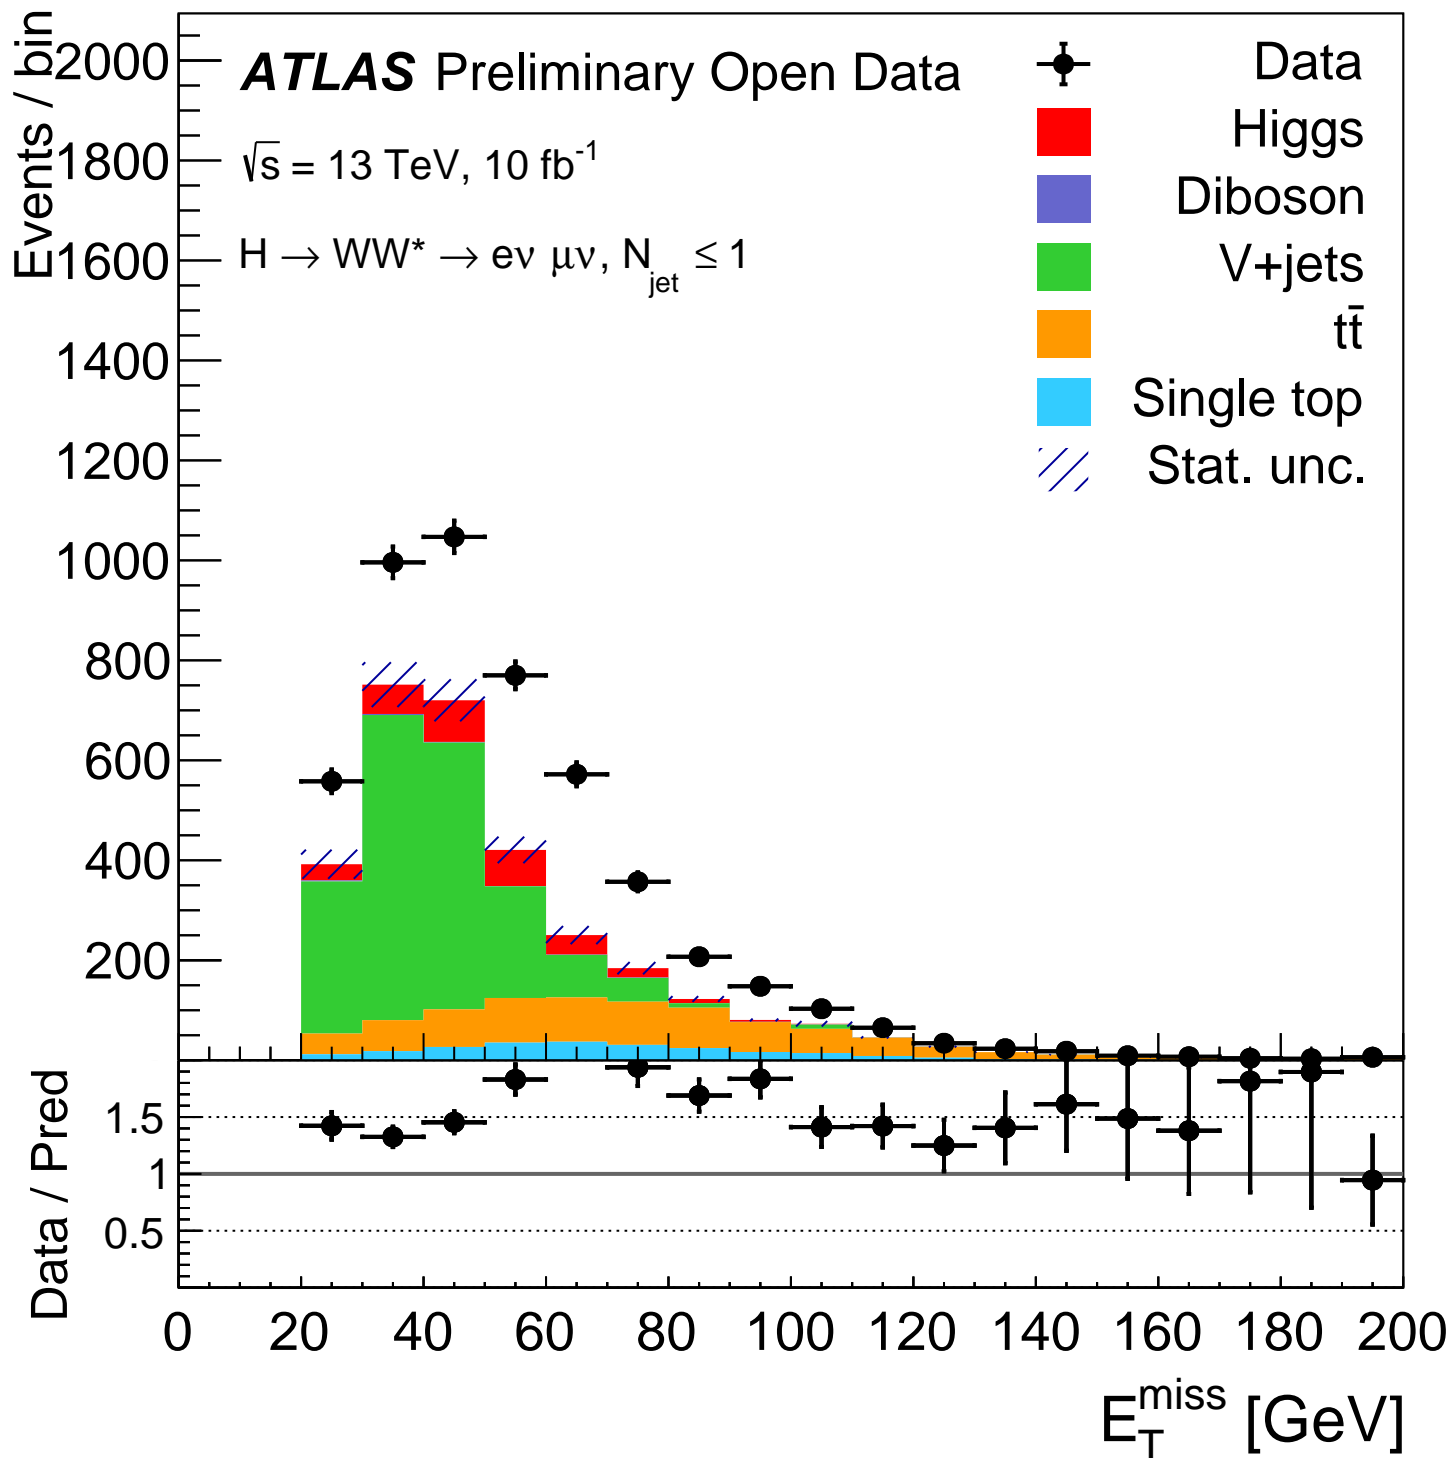 ATLAS Preliminary Open Data
√s = 13 TeV, 10 fb⁻¹
H → WW* → eν μν, N_jet ≤ 1
Data
Higgs
Diboson
V+jets
tt̄
Single top
Stat. unc.
Events / bin
2000
1800
1600
1400
1200
1000
800
600
400
200
Data / Pred
1.5
1
0.5
0 20 40 60 80 100 120 140 160 180 200
E_T^miss [GeV]